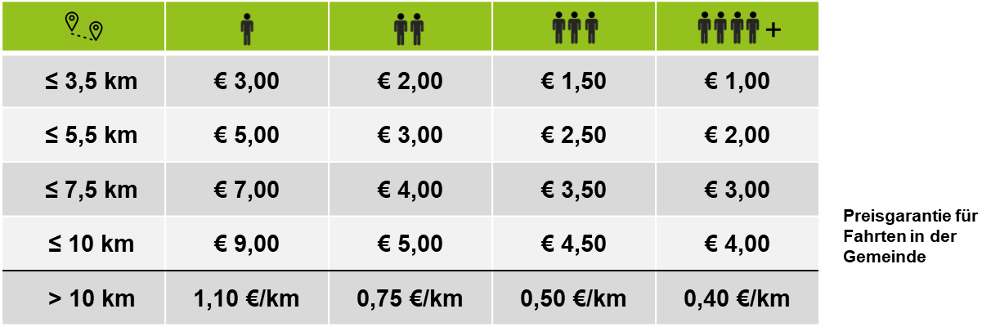 +
≤ 3,5 km € 3,00 € 2,00 € 1,50 € 1,00
≤ 5,5 km € 5,00 € 3,00 € 2,50 € 2,00
≤ 7,5 km € 7,00 € 4,00 € 3,50 € 3,00
≤ 10 km € 9,00 € 5,00 € 4,50 € 4,00
> 10 km 1,10 €/km 0,75 €/km 0,50 €/km 0,40 €/km
Preisgarantie für
Fahrten in der
Gemeinde